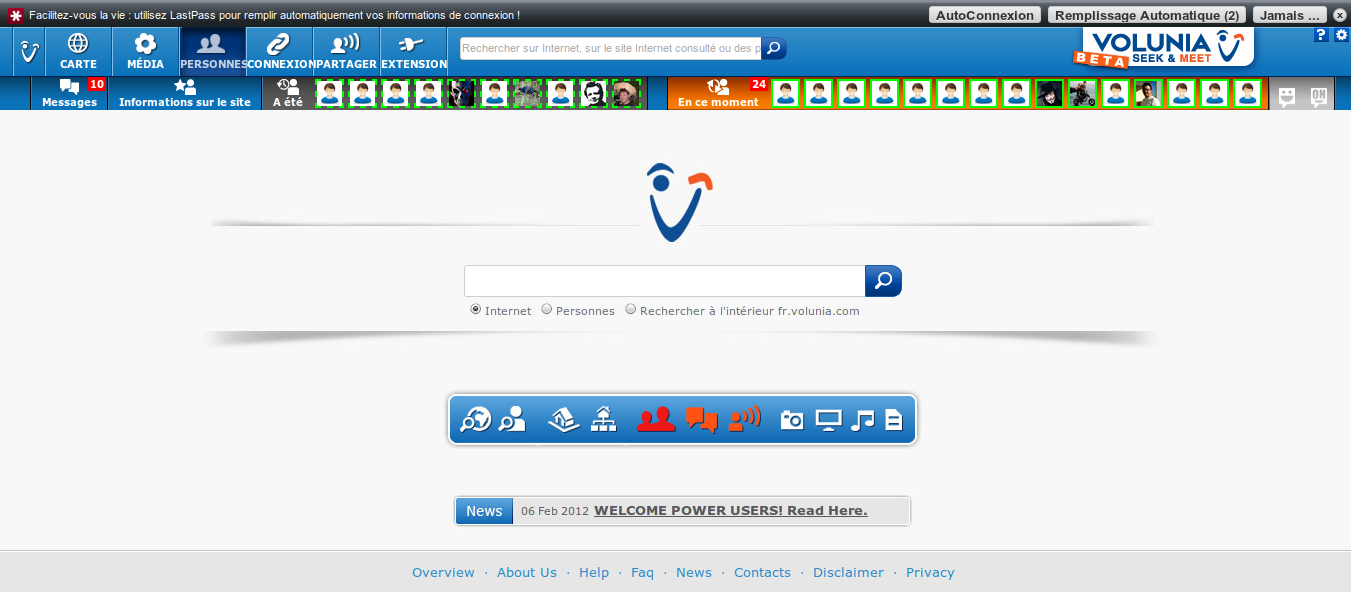 Facilitez-vous la vie : utilisez LastPass pour remplir automatiquement vos informations de connexion !
AutoConnexion Remplissage Automatique (2) Jamais ...
CARTE MÉDIA PERSONNES CONNEXION PARTAGER EXTENSION
Rechercher sur Internet, sur le site Internet consulté ou des p
VOLUNIA
BETA SEEK & MEET
?
Messages 10
Informations sur le site
A été
En ce moment 24
ON
Internet Personnes Rechercher à l'intérieur fr.volunia.com
News 06 Feb 2012 WELCOME POWER USERS! Read Here.
Overview · About Us · Help · Faq · News · Contacts · Disclaimer · Privacy